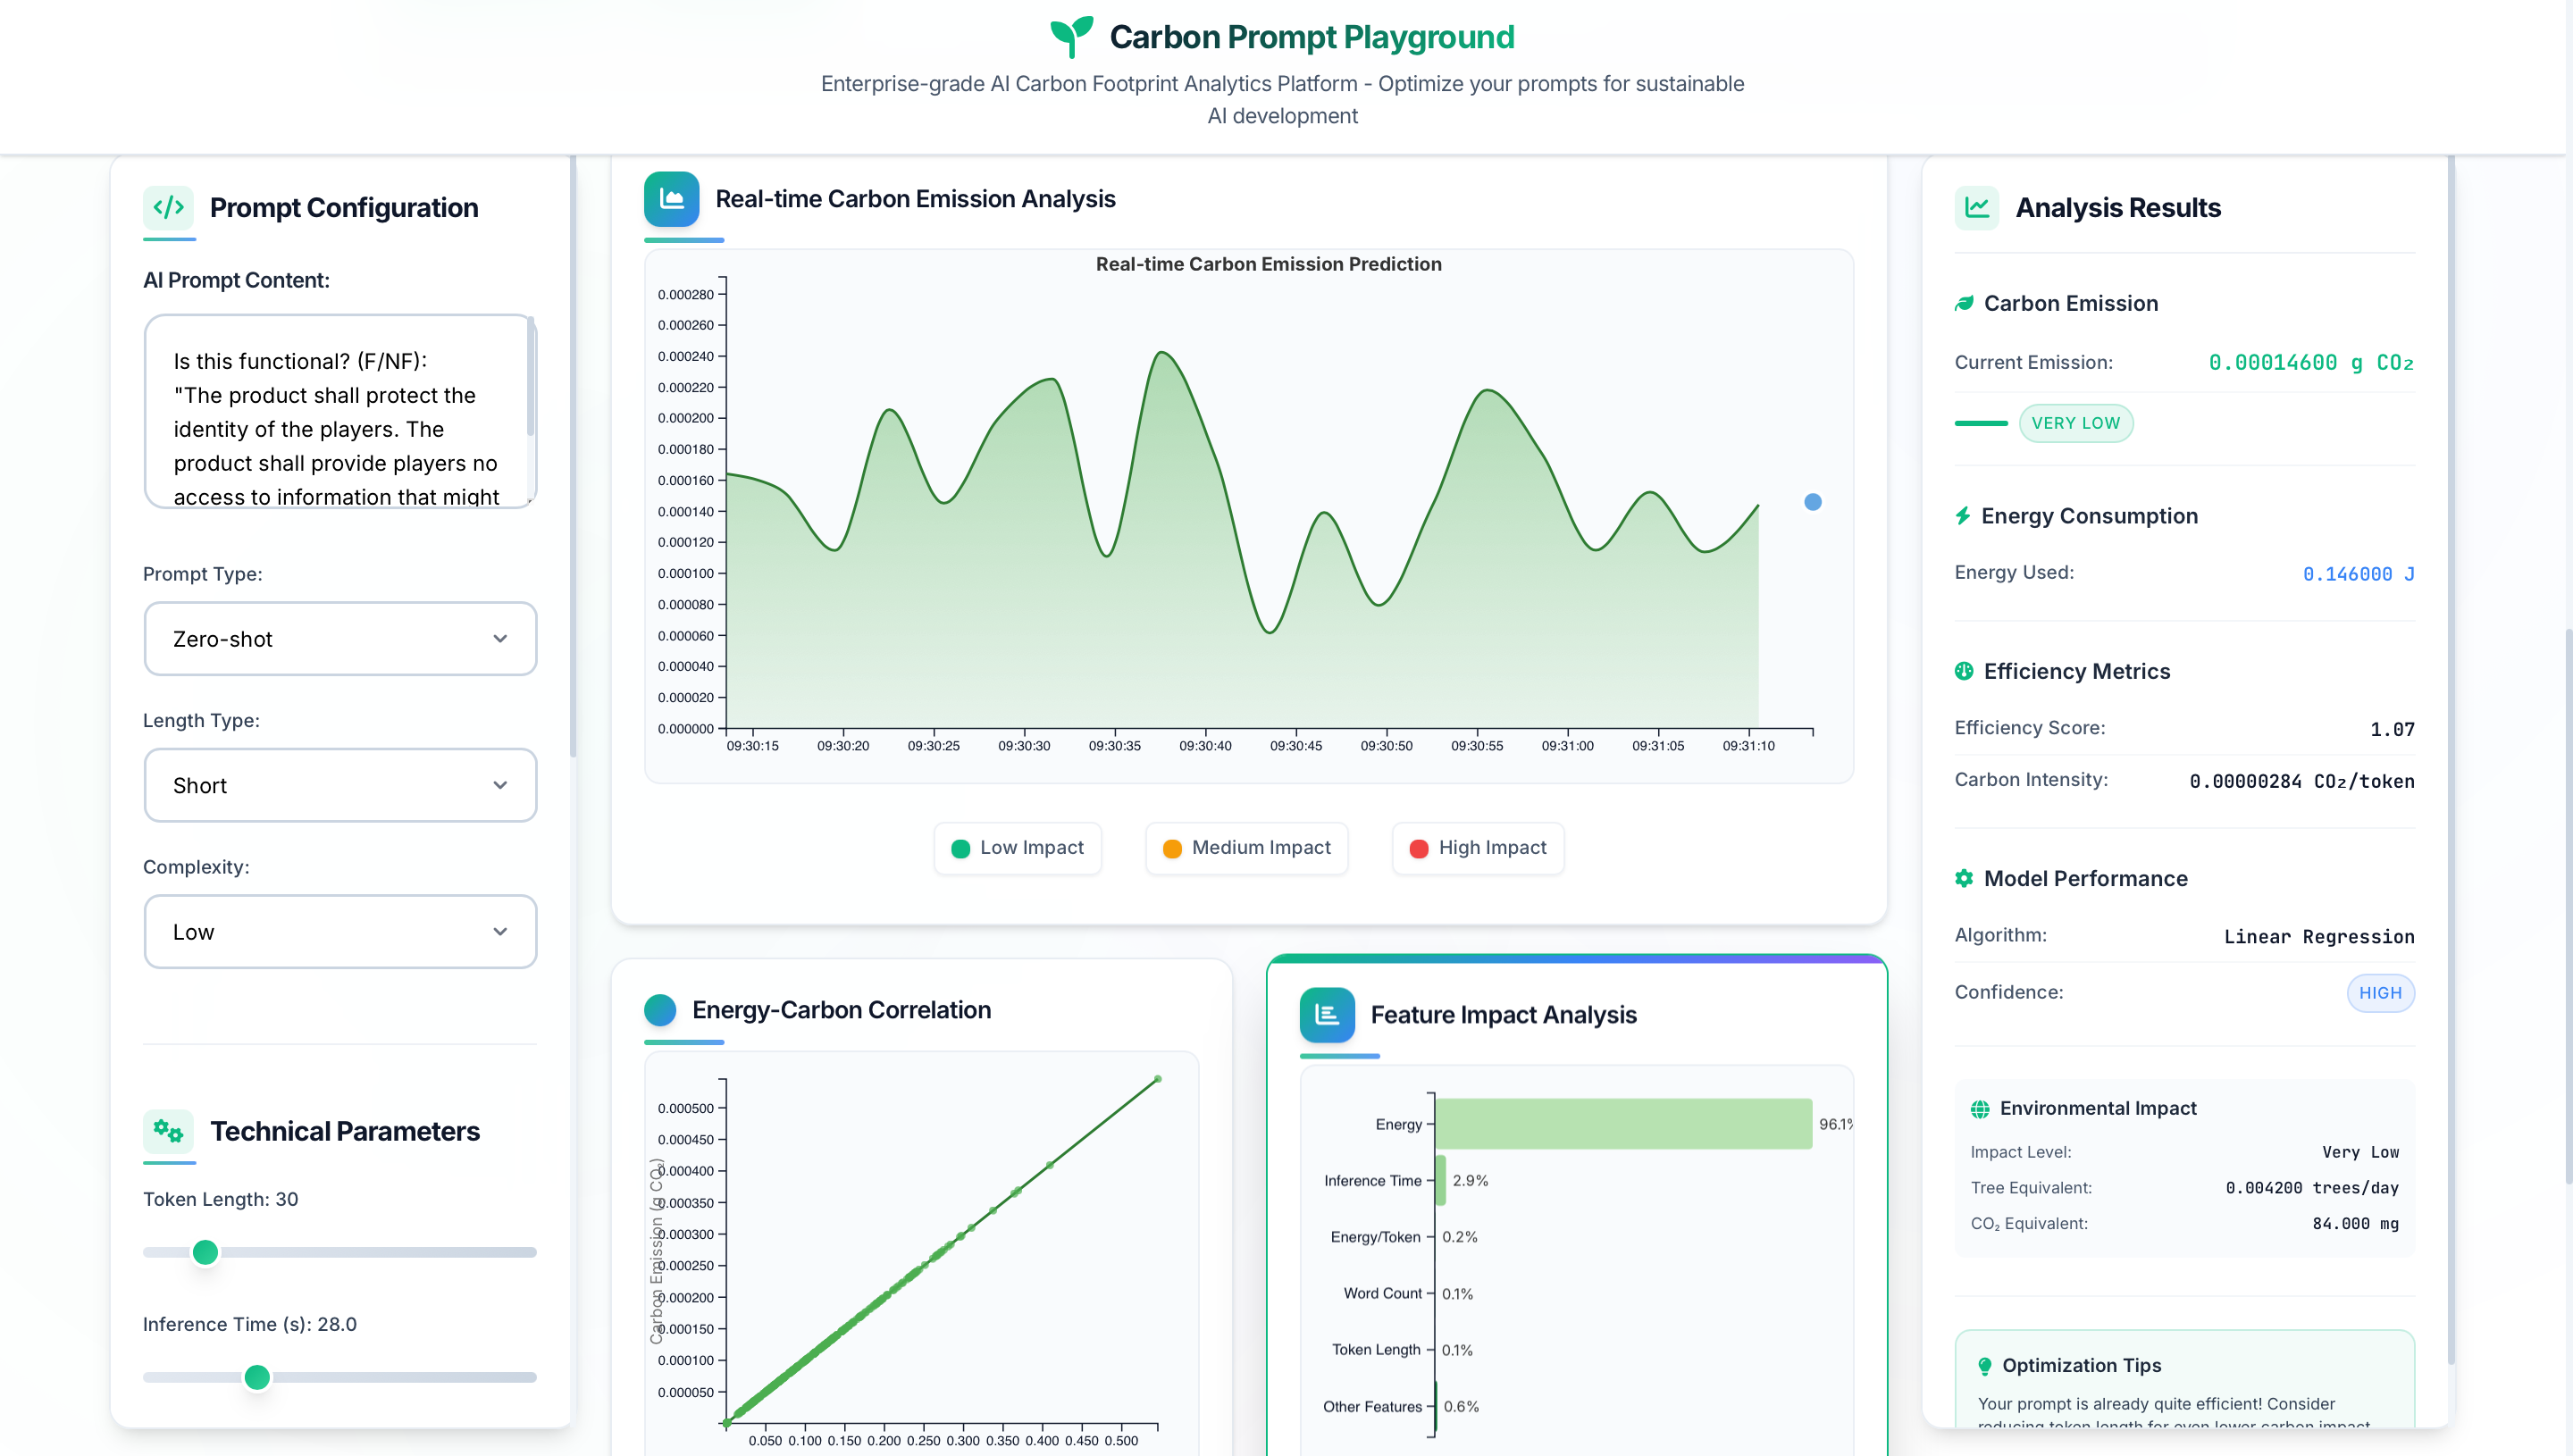 Carbon Prompt Playground
Enterprise-grade AI Carbon Footprint Analytics Platform - Optimize your prompts for sustainable
AI development
Prompt Configuration
AI Prompt Content:
Is this functional? (F/NF):
"The product shall protect the
identity of the players. The
product shall provide players no
access to information that might
Prompt Type:
Zero-shot
Length Type:
Short
Complexity:
Low
Technical Parameters
Token Length: 30
Inference Time (s): 28.0
Real-time Carbon Emission Analysis
Real-time Carbon Emission Prediction
0.000280
0.000260
0.000240
0.000220
0.000200
0.000180
0.000160
0.000140
0.000120
0.000100
0.000080
0.000060
0.000040
0.000020
0.000000
09:30:15 09:30:20 09:30:25 09:30:30 09:30:35 09:30:40 09:30:45 09:30:50 09:30:55 09:31:00 09:31:05 09:31:10
Low Impact Medium Impact High Impact
Energy-Carbon Correlation
Carbon Emission (g CO₂)
0.000500
0.000450
0.000400
0.000350
0.000300
0.000250
0.000200
0.000150
0.000100
0.000050
0.050 0.100 0.150 0.200 0.250 0.300 0.350 0.400 0.450 0.500
Feature Impact Analysis
Energy 96.1%
Inference Time 2.9%
Energy/Token 0.2%
Word Count 0.1%
Token Length 0.1%
Other Features 0.6%
Analysis Results
Carbon Emission
Current Emission: 0.00014600 g CO₂
VERY LOW
Energy Consumption
Energy Used: 0.146000 J
Efficiency Metrics
Efficiency Score: 1.07
Carbon Intensity: 0.00000284 CO₂/token
Model Performance
Algorithm: Linear Regression
Confidence: HIGH
Environmental Impact
Impact Level: Very Low
Tree Equivalent: 0.004200 trees/day
CO₂ Equivalent: 84.000 mg
Optimization Tips
Your prompt is already quite efficient! Consider
reducing token length for even lower carbon impact